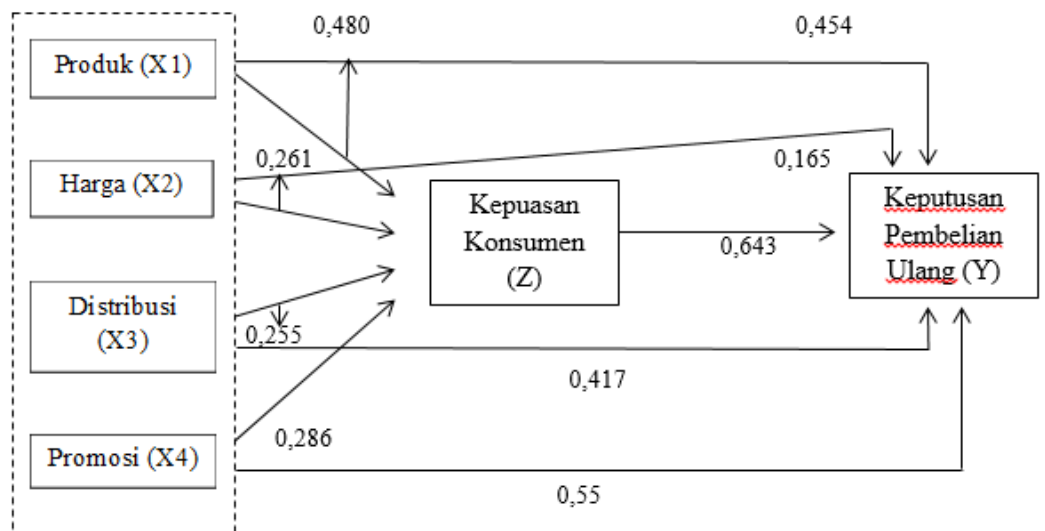 0,480
0,454
Produk (X1)
0,261
0,165
Harga (X2)
Kepuasan
Konsumen
(Z)
Keputusan
Pembelian
Ulang (Y)
0,643
Distribusi
(X3)
0,255
0,417
0,286
Promosi (X4)
0,55